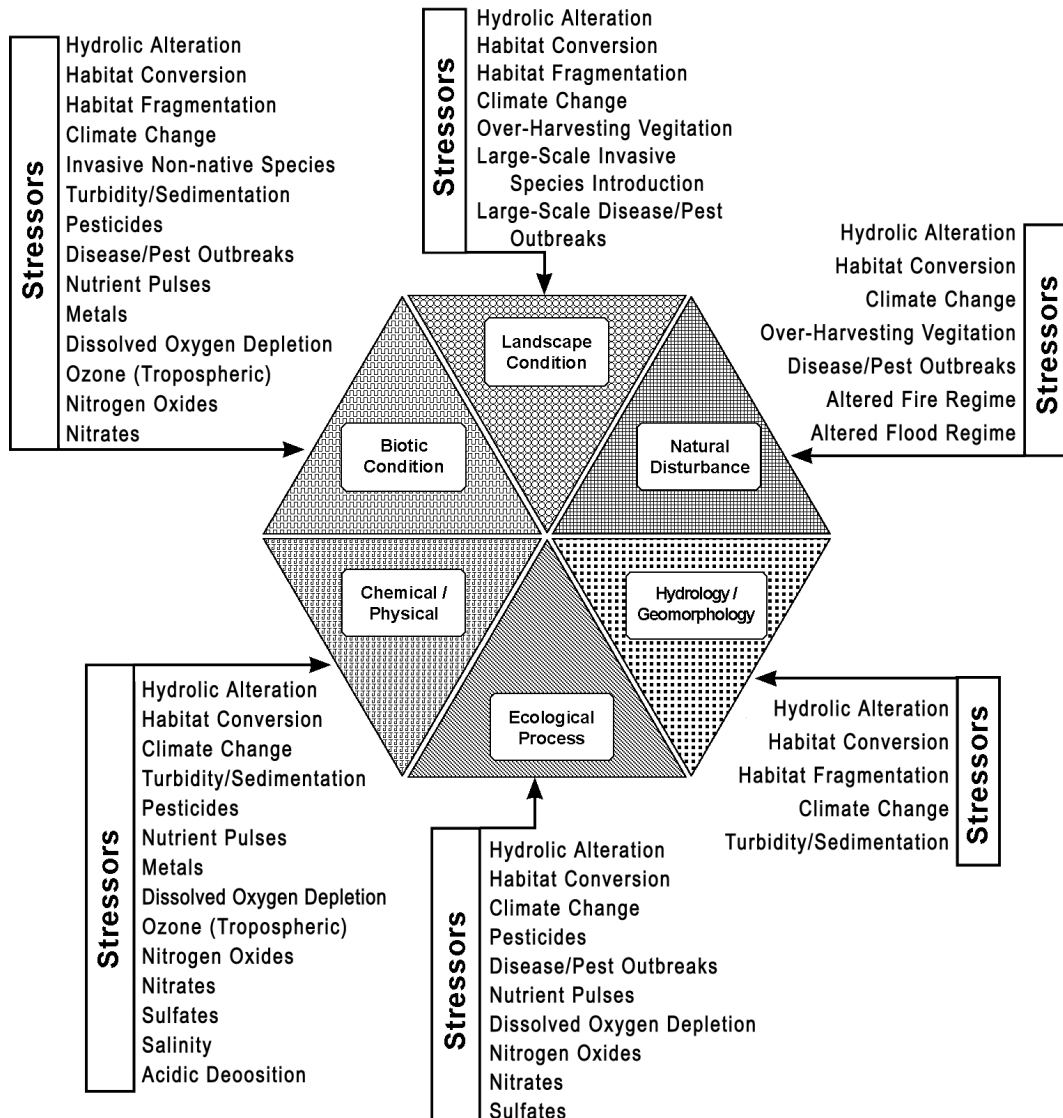 Stressors
Hydrolic Alteration
Habitat Conversion
Habitat Fragmentation
Climate Change
Invasive Non-native Species
Turbidity/Sedimentation
Pesticides
Disease/Pest Outbreaks
Nutrient Pulses
Metals
Dissolved Oxygen Depletion
Ozone (Tropospheric)
Nitrogen Oxides
Nitrates
Stressors
Hydrolic Alteration
Habitat Conversion
Habitat Fragmentation
Climate Change
Over-Harvesting Vegitation
Large-Scale Invasive
Species Introduction
Large-Scale Disease/Pest
Outbreaks
Stressors
Hydrolic Alteration
Habitat Conversion
Climate Change
Over-Harvesting Vegitation
Disease/Pest Outbreaks
Altered Fire Regime
Altered Flood Regime
Landscape
Condition
Biotic
Condition
Natural
Disturbance
Chemical /
Physical
Hydrology /
Geomorphology
Ecological
Process
Stressors
Hydrolic Alteration
Habitat Conversion
Climate Change
Turbidity/Sedimentation
Pesticides
Nutrient Pulses
Metals
Dissolved Oxygen Depletion
Ozone (Tropospheric)
Nitrogen Oxides
Nitrates
Sulfates
Salinity
Acidic Deoosition
Stressors
Hydrolic Alteration
Habitat Conversion
Climate Change
Pesticides
Disease/Pest Outbreaks
Nutrient Pulses
Dissolved Oxygen Depletion
Nitrogen Oxides
Nitrates
Sulfates
Stressors
Hydrolic Alteration
Habitat Conversion
Habitat Fragmentation
Climate Change
Turbidity/Sedimentation